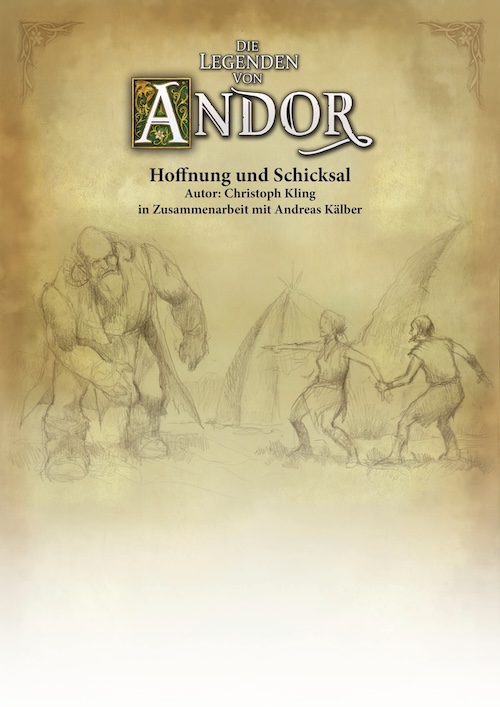 DIE
LEGENDEN
VON
ANDOR
Hoffnung und Schicksal
Autor: Christoph Kling
in Zusammenarbeit mit Andreas Kälber